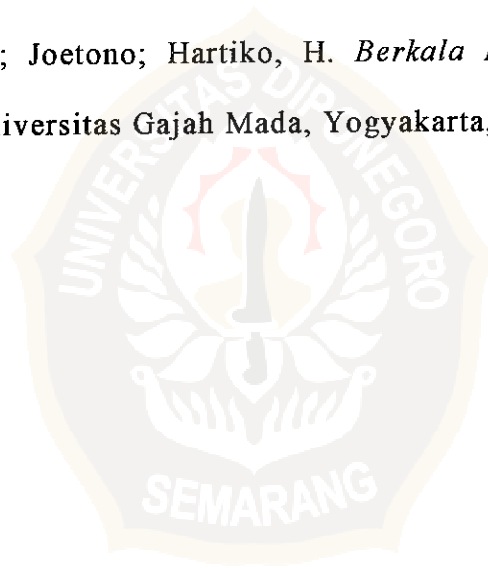 ; Joetono; Hartiko, H. Berkala
iversitas Gajah Mada, Yogyakarta,
UNIVERSITAS DIPONEGORO
SEMARANG